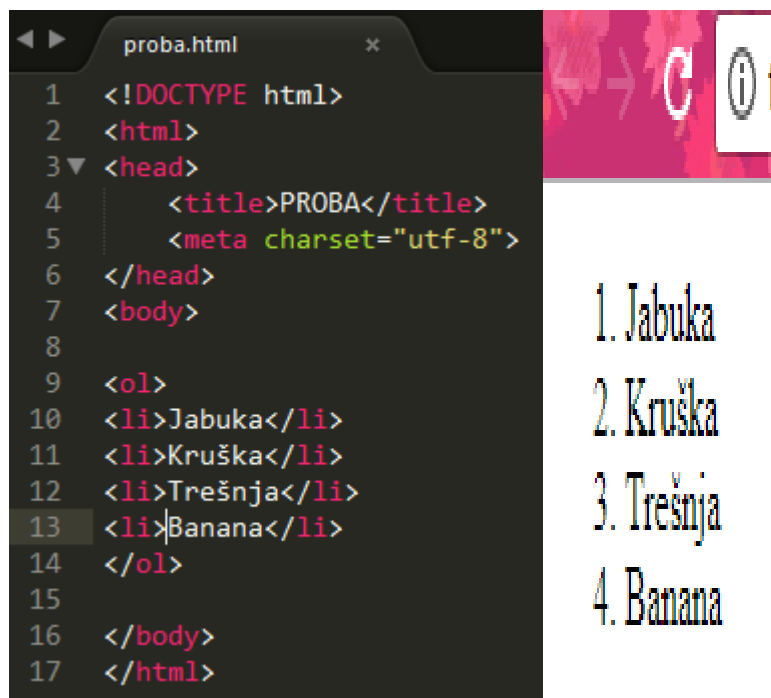 proba.html ×
1 <!DOCTYPE html>
2 <html>
3 <head>
4 <title>PROBA</title>
5 <meta charset="utf-8">
6 </head>
7 <body>
8
9 <ol>
10 <li>Jabuka</li>
11 <li>Kruška</li>
12 <li>Trešnja</li>
13 <li>Banana</li>
14 </ol>
15
16 </body>
17 </html>
1. Jabuka
2. Kruška
3. Trešnja
4. Banana